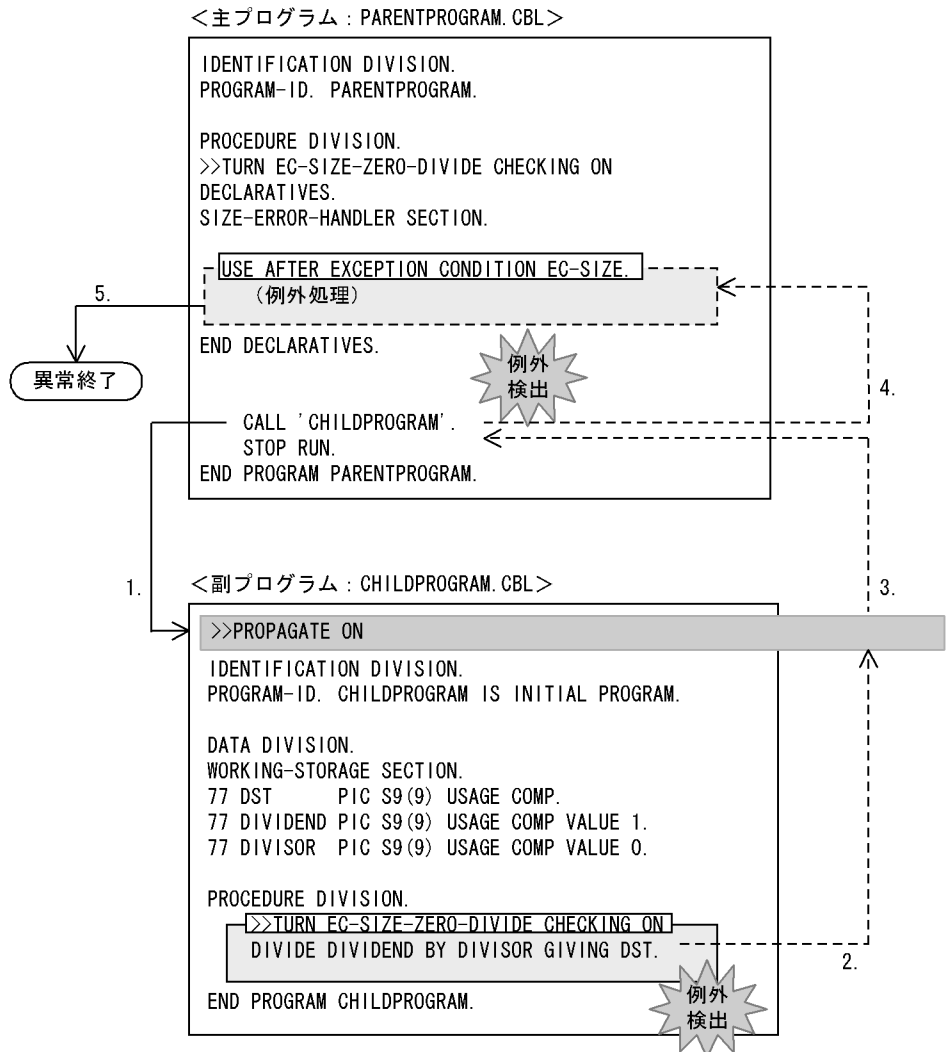 <主プログラム：PARENTPROGRAM.CBL>
IDENTIFICATION DIVISION.
PROGRAM-ID. PARENTPROGRAM.
PROCEDURE DIVISION.
>>TURN EC-SIZE-ZERO-DIVIDE CHECKING ON
DECLARATIVES.
SIZE-ERROR-HANDLER SECTION.
USE AFTER EXCEPTION CONDITION EC-SIZE.
(例外処理)
5.
END DECLARATIVES.
異常終了
例外
検出
4.
CALL 'CHILDPROGRAM'.
STOP RUN.
END PROGRAM PARENTPROGRAM.
1.
3.
<副プログラム：CHILDPROGRAM.CBL>
>>PROPAGATE ON
IDENTIFICATION DIVISION.
PROGRAM-ID. CHILDPROGRAM IS INITIAL PROGRAM.
DATA DIVISION.
WORKING-STORAGE SECTION.
77 DST PIC S9(9) USAGE COMP.
77 DIVIDEND PIC S9(9) USAGE COMP VALUE 1.
77 DIVISOR PIC S9(9) USAGE COMP VALUE 0.
PROCEDURE DIVISION.
>>TURN EC-SIZE-ZERO-DIVIDE CHECKING ON
DIVIDE DIVIDEND BY DIVISOR GIVING DST.
2.
END PROGRAM CHILDPROGRAM.
例外
検出